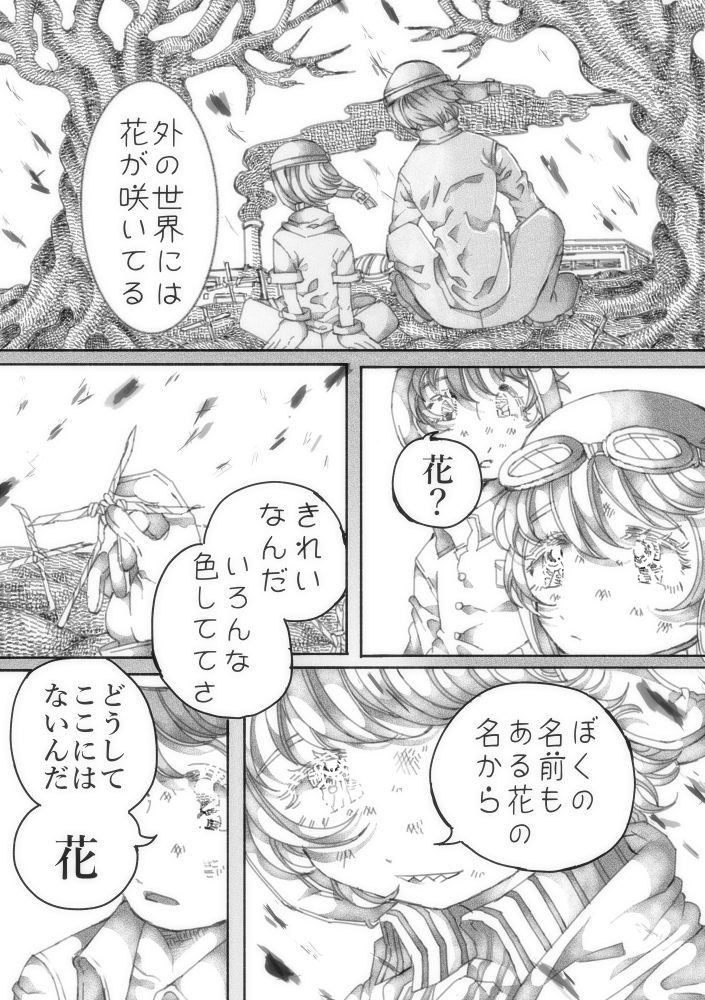 外の世界には
花が咲いてる
花？
きれい
なんだ
いろんな
色しててさ
ぼくの
名前も
ある花の
名から
どうして
ここには
ないんだ
花